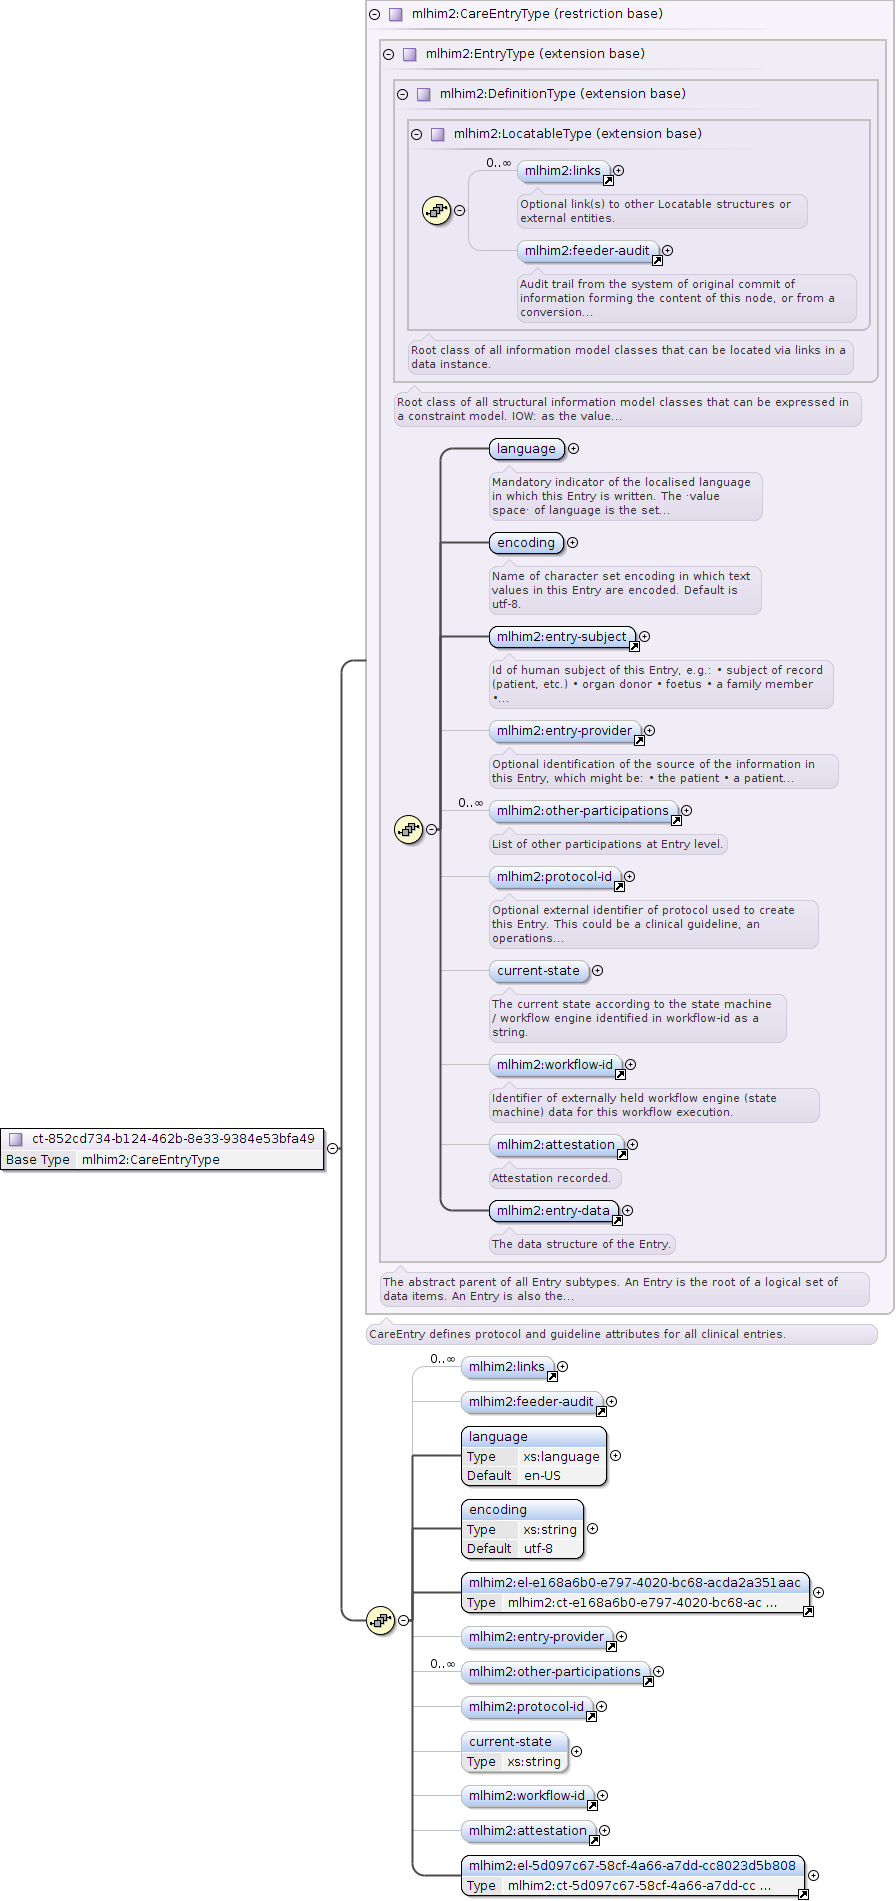 mlhim2:CareEntryType (restriction base)
mlhim2:EntryType (extension base)
mlhim2:DefinitionType (extension base)
mlhim2:LocatableType (extension base)
0..∞
mlhim2:links
Optional link(s) to other Locatable structures or
external entities.
mlhim2:feeder-audit
Audit trail from the system of original commit of
information forming the content of this node, or from a
conversion...
Root class of all information model classes that can be located via links in a
data instance.
Root class of all structural information model classes that can be expressed in
a constraint model. IOW: as the value...
language
Mandatory indicator of the localised language
in which this Entry is written. The ·value
space· of language is the set...
encoding
Name of character set encoding in which text
values in this Entry are encoded. Default is
utf-8.
mlhim2:entry-subject
Id of human subject of this Entry, e.g.: • subject of record
(patient, etc.) • organ donor • foetus • a family member
•...
mlhim2:entry-provider
Optional identification of the source of the information in
this Entry, which might be: • the patient • a patient...
0..∞
mlhim2:other-participations
List of other participations at Entry level.
mlhim2:protocol-id
Optional external identifier of protocol used to create
this Entry. This could be a clinical guideline, an
operations...
current-state
The current state according to the state machine
/ workflow engine identified in workflow-id as a
string.
mlhim2:workflow-id
Identifier of externally held workflow engine (state
machine) data for this workflow execution.
mlhim2:attestation
Attestation recorded.
mlhim2:entry-data
The data structure of the Entry.
The abstract parent of all Entry subtypes. An Entry is the root of a logical set of
data items. An Entry is also the...
CareEntry defines protocol and guideline attributes for all clinical entries.
ct-852cd734-b124-462b-8e33-9384e53bfa49
Base Type mlhim2:CareEntryType
0..∞
mlhim2:links
mlhim2:feeder-audit
language
Type xs:language
Default en-US
encoding
Type xs:string
Default utf-8
mlhim2:el-e168a6b0-e797-4020-bc68-acda2a351aac
Type mlhim2:ct-e168a6b0-e797-4020-bc68-ac ...
mlhim2:entry-provider
0..∞
mlhim2:other-participations
mlhim2:protocol-id
current-state
Type xs:string
mlhim2:workflow-id
mlhim2:attestation
mlhim2:el-5d097c67-58cf-4a66-a7dd-cc8023d5b808
Type mlhim2:ct-5d097c67-58cf-4a66-a7dd-cc ...